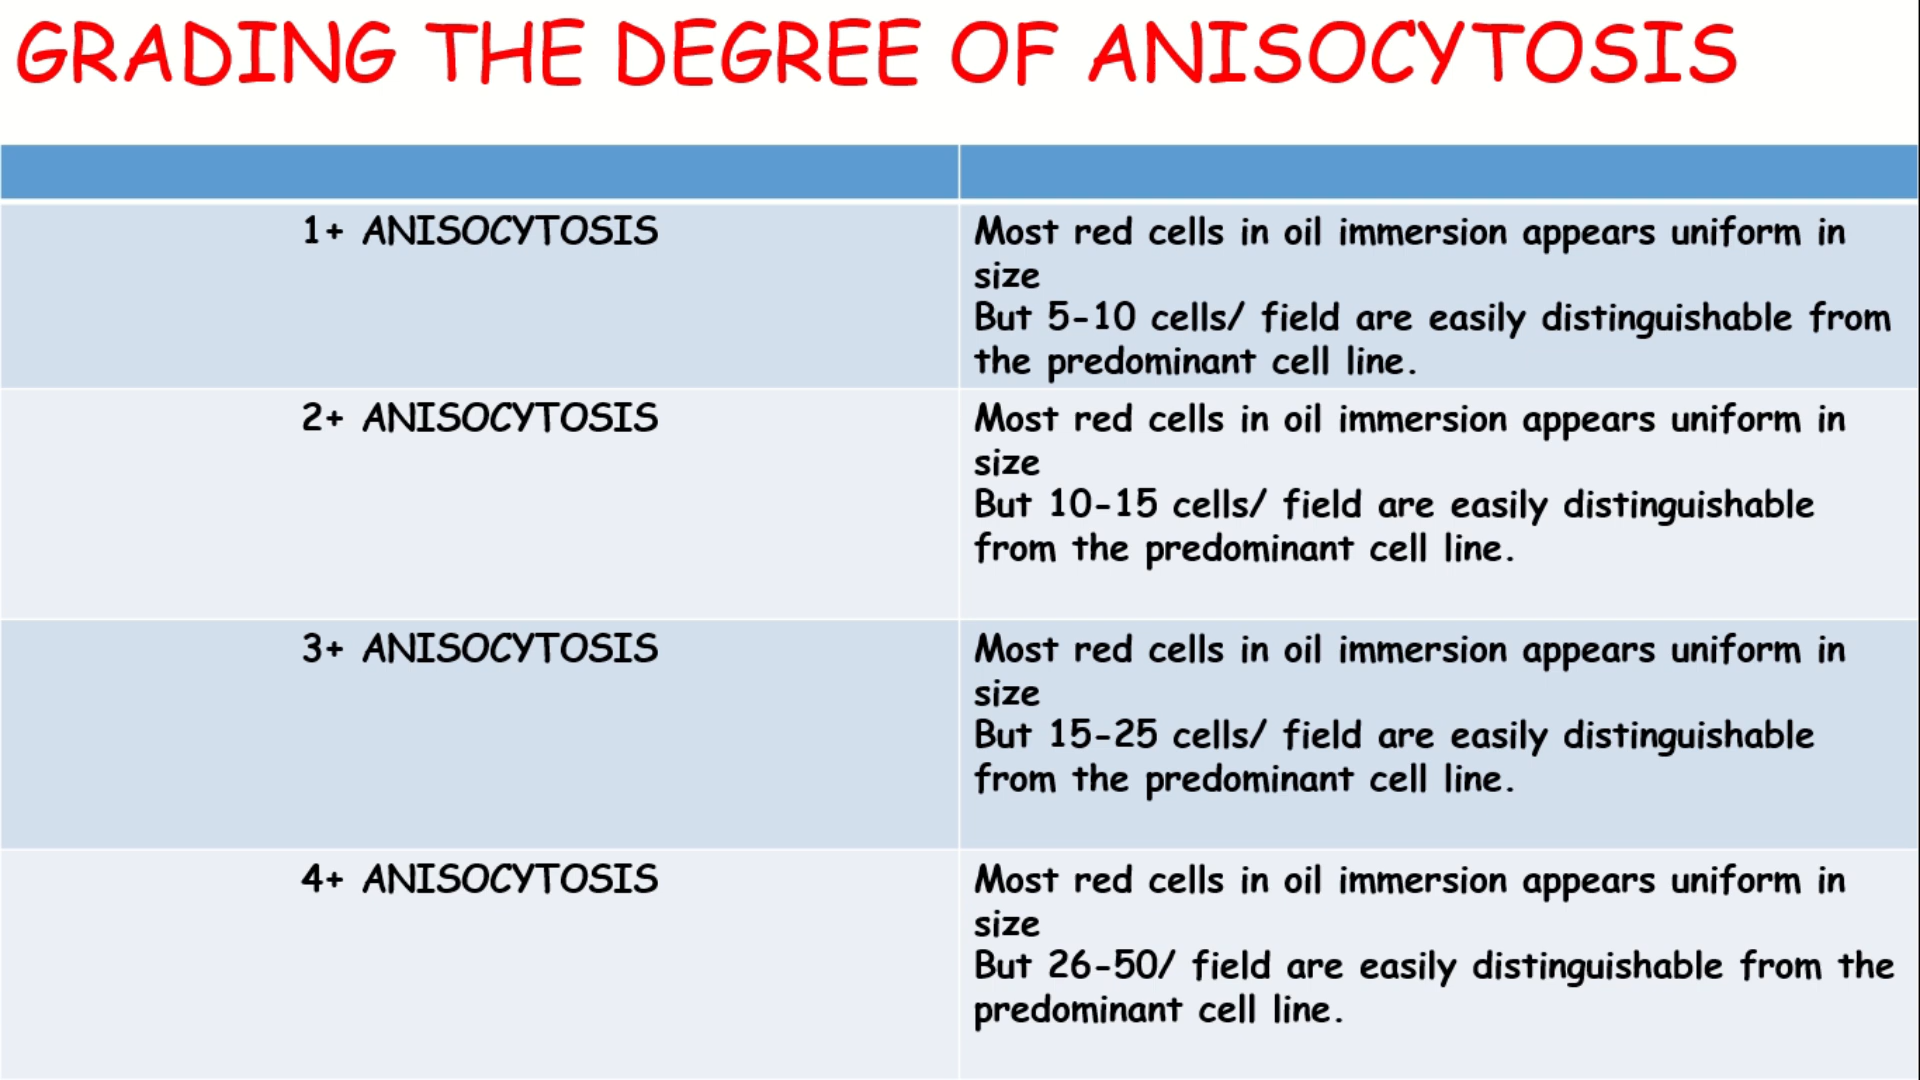 GRADING THE DEGREE OF ANISOCYTOSIS
1+ ANISOCYTOSIS
Most red cells in oil immersion appears uniform in
size
But 5-10 cells/ field are easily distinguishable from
the predominant cell line.
2+ ANISOCYTOSIS
Most red cells in oil immersion appears uniform in
size
But 10-15 cells/ field are easily distinguishable
from the predominant cell line.
3+ ANISOCYTOSIS
Most red cells in oil immersion appears uniform in
size
But 15-25 cells/ field are easily distinguishable
from the predominant cell line.
4+ ANISOCYTOSIS
Most red cells in oil immersion appears uniform in
size
But 26-50/ field are easily distinguishable from the
predominant cell line.